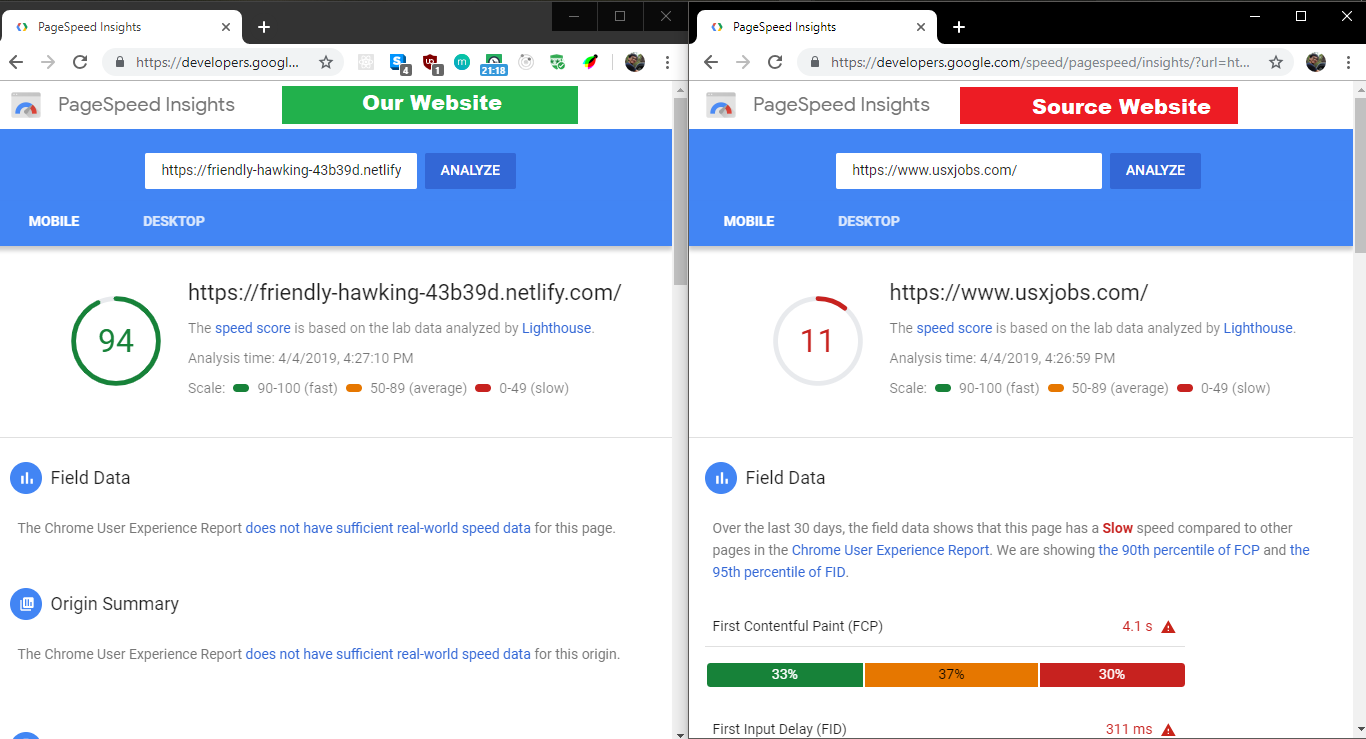 PageSpeed Insights
https://developers.googl...
4
1
21:18
PageSpeed Insights
Our Website
https://friendly-hawking-43b39d.netlify
ANALYZE
MOBILE
DESKTOP
94
https://friendly-hawking-43b39d.netlify.com/
The speed score is based on the lab data analyzed by Lighthouse.
Analysis time: 4/4/2019, 4:27:10 PM
Scale: 90-100 (fast) 50-89 (average) 0-49 (slow)
Field Data
The Chrome User Experience Report does not have sufficient real-world speed data for this page.
Origin Summary
The Chrome User Experience Report does not have sufficient real-world speed data for this origin.
PageSpeed Insights
https://developers.google.com/speed/pagespeed/insights/?url=ht...
PageSpeed Insights
Source Website
https://www.usxjobs.com/
ANALYZE
MOBILE
DESKTOP
11
https://www.usxjobs.com/
The speed score is based on the lab data analyzed by Lighthouse.
Analysis time: 4/4/2019, 4:26:59 PM
Scale: 90-100 (fast) 50-89 (average) 0-49 (slow)
Field Data
Over the last 30 days, the field data shows that this page has a Slow speed compared to other
pages in the Chrome User Experience Report. We are showing the 90th percentile of FCP and the
95th percentile of FID.
First Contentful Paint (FCP) 4.1 s
33% 37% 30%
First Input Delay (FID) 311 ms